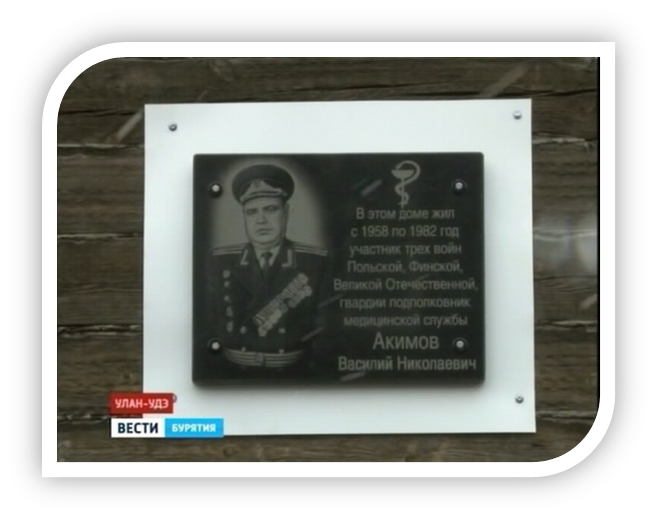 В этом доме жил
с 1958 по 1982 год
участник трех войн
Польской, Финской,
Великой Отечественной,
гвардии подполковник
медицинской службы
АКИМОВ
Василий Николаевич
УЛАН-УДЭ
ВЕСТИ БУРЯТИЯ